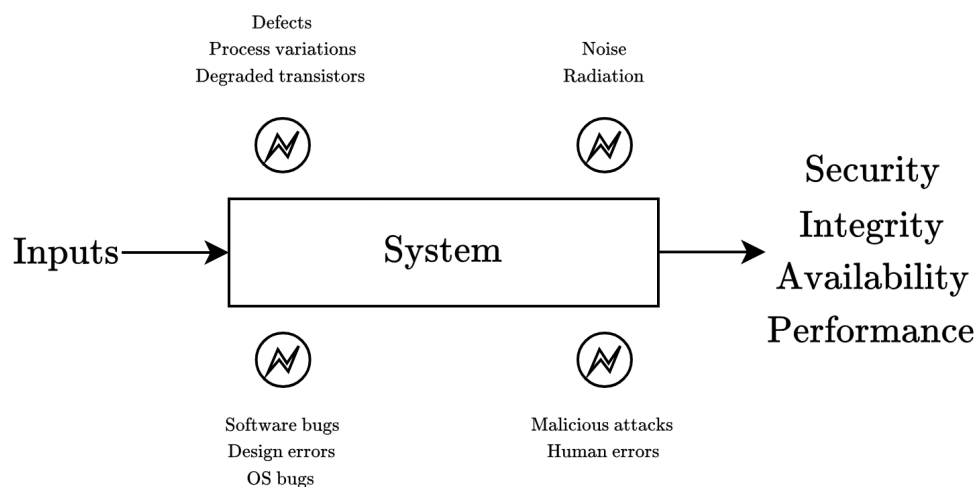 Defects
Process variations
Degraded transistors
Noise
Radiation
Inputs
System
Security
Integrity
Availability
Performance
Software bugs
Design errors
OS bugs
Malicious attacks
Human errors